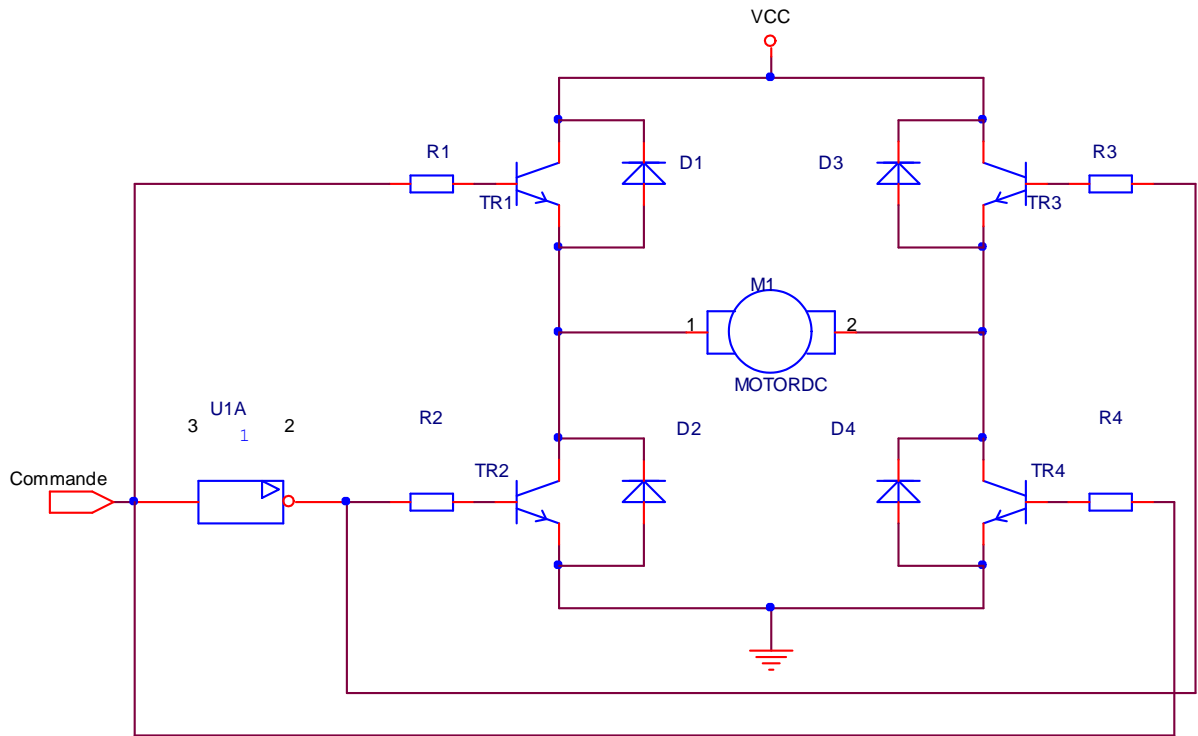 VCC
R1
D1
D3
R3
TR1
TR3
M1
1
2
MOTORDC
U1A
3
1
2
R2
D2
D4
R4
TR2
TR4
Commande